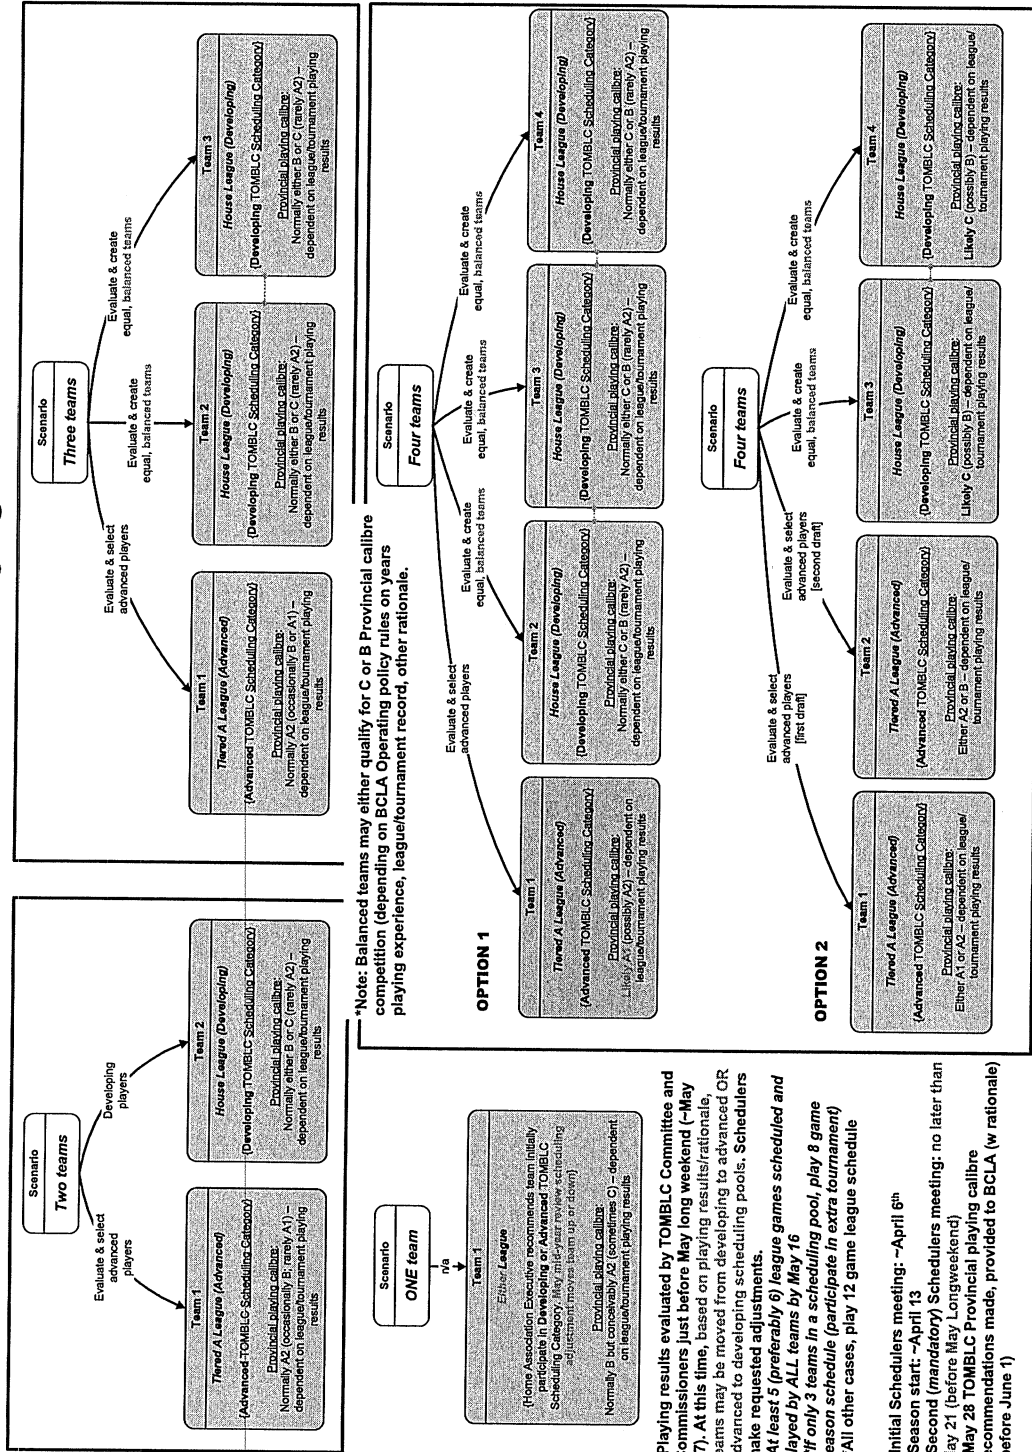 Scenario
Two teams
Evaluate & select
advanced
players
Developing
players
Team 1
Tiered A League (Advanced)
{Advanced TOMBLC Scheduling Category}
Provincial playing calibre:
Normally A2 (occasionally B; rarely A1) –
dependent on league/tournament playing
results
Team 2
House League (Developing)
{Developing TOMBLC Scheduling Category}
Provincial playing calibre:
Normally either B or C (rarely A2) –
dependent on league/tournament playing
results
Scenario
Three teams
Evaluate & select
advanced players
Evaluate & create
equal, balanced teams
Evaluate & create
equal, balanced teams
Team 1
Tiered A League (Advanced)
{Advanced TOMBLC Scheduling Category}
Provincial playing calibre:
Normally A2 (occasionally B or A1) –
dependent on league/tournament playing
results
Team 2
House League (Developing)
{Developing TOMBLC Scheduling Category}
Provincial playing calibre:
Normally either B or C (rarely A2) –
dependent on league/tournament playing
results
Team 3
House League (Developing)
{Developing TOMBLC Scheduling Category}
Provincial playing calibre:
Normally either B or C (rarely A2) –
dependent on league/tournament playing
results
Scenario
ONE team
n/a
Team 1
Either League
{Home Association Executive recommends team initially
participate in Developing or Advanced TOMBLC
Scheduling Category. May mid-year review scheduling
adjustment moves team up or down}
Provincial playing calibre:
Normally B but conceivably A2 (sometimes C) – dependent
on league/tournament playing results
*Note: Balanced teams may either qualify for C or B Provincial calibre
competition (depending on BCLA Operating policy rules on years
playing experience, league/tournament record, other rationale.
OPTION 1
Scenario
Four teams
Evaluate & select
advanced players
Evaluate & create
equal, balanced teams
Evaluate & create
equal, balanced teams
Evaluate & create
equal, balanced teams
Team 1
Tiered A League (Advanced)
{Advanced TOMBLC Scheduling Category}
Provincial playing calibre:
Likely A1 (possibly A2) – dependent on
league/tournament playing results
Team 2
House League (Developing)
{Developing TOMBLC Scheduling Category}
Provincial playing calibre:
Normally either C or B (rarely A2) –
dependent on league/tournament playing
results
Team 3
House League (Developing)
{Developing TOMBLC Scheduling Category}
Provincial playing calibre:
Normally either C or B (rarely A2) –
dependent on league/tournament playing
results
Team 4
House League (Developing)
{Developing TOMBLC Scheduling Category}
Provincial playing calibre:
Normally either C or B (rarely A2) –
dependent on league/tournament playing
results
OPTION 2
Scenario
Four teams
Evaluate & select
advanced players
[first draft]
Evaluate & select
advanced players
[second draft]
Evaluate & create
equal, balanced teams
Evaluate & create
equal, balanced teams
Team 1
Tiered A League (Advanced)
{Advanced TOMBLC Scheduling Category}
Provincial playing calibre:
Either A1 or A2 – dependent on league/
tournament playing results
Team 2
Tiered A League (Advanced)
{Advanced TOMBLC Scheduling Category}
Provincial playing calibre:
Either A2 or B – dependent on league/
tournament playing results
Team 3
House League (Developing)
{Developing TOMBLC Scheduling Category}
Provincial playing calibre:
Likely C (possibly B) – dependent on league/
tournament playing results
Team 4
House League (Developing)
{Developing TOMBLC Scheduling Category}
Provincial playing calibre:
Likely C (possibly B) – dependent on league/
tournament playing results
Playing results evaluated by TOMBLC Committee and
ommissioners just before May long weekend (~May
7). At this time, based on playing results/rationale,
eams may be moved from developing to advanced OR
dvanced to developing scheduling pools. Schedulers
ake requested adjustments.
At least 5 (preferably 6) league games scheduled and
layed by ALL teams by May 16
If only 3 teams in a scheduling pool, play 8 game
eason schedule (participate in extra tournament)
All other cases, play 12 game league schedule
Initial Schedulers meeting: ~April 6th
Season start: ~April 13
Second (mandatory) Schedulers meeting: no later than
ay 21 (before May Longweekend)
May 28 TOMBLC Provincial playing calibre
ecommendations made, provided to BCLA (w rationale)
before June 1)